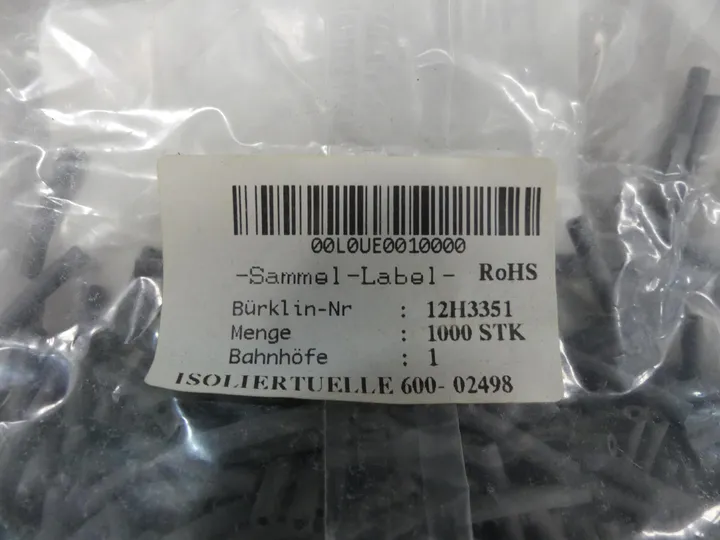 00L0UE0010000
-Sammel-Label- RoHS
Bürklin-Nr : 12H3351
Menge : 1000 STK
Bahnhöfe : 1
ISOLIERTUELLE 600- 02498